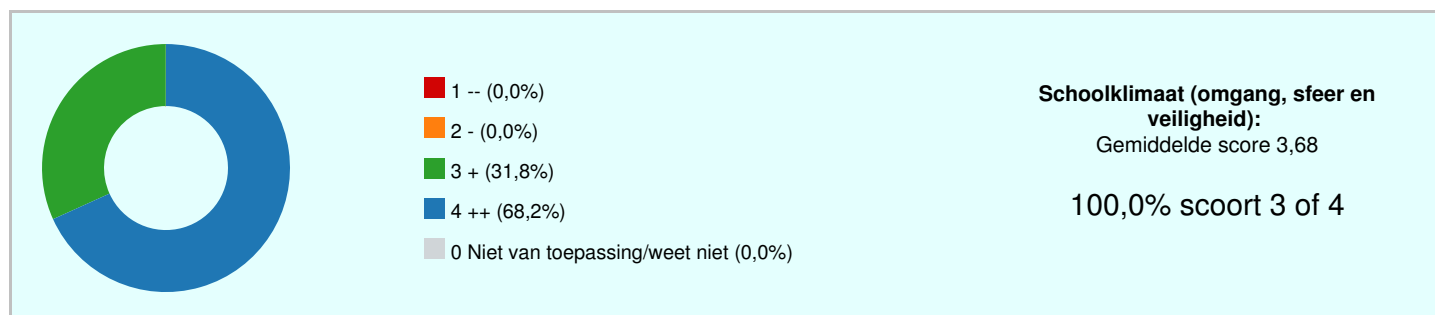 1 -- (0,0%)
2 - (0,0%)
3 + (31,8%)
4 ++ (68,2%)
0 Niet van toepassing/weet niet (0,0%)
Schoolklimaat (omgang, sfeer en
veiligheid):
Gemiddelde score 3,68
100,0% scoort 3 of 4